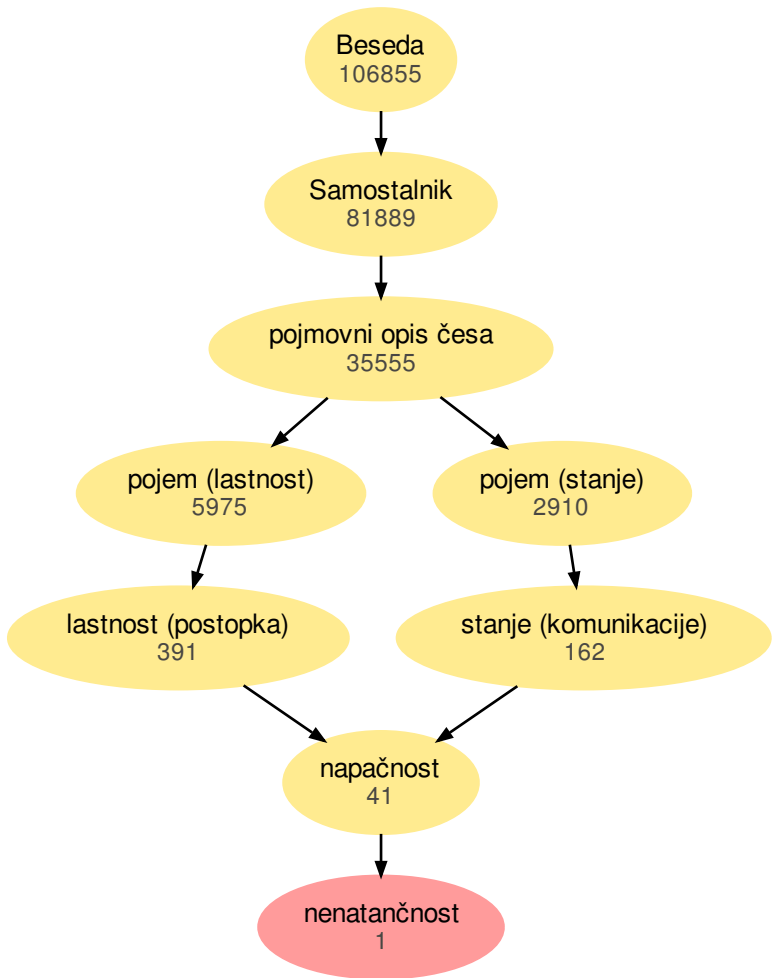 Beseda
106855
Samostalnik
81889
pojmovni opis česa
35555
pojem (lastnost)
5975
pojem (stanje)
2910
lastnost (postopka)
391
stanje (komunikacije)
162
napačnost
41
nenatančnost
1